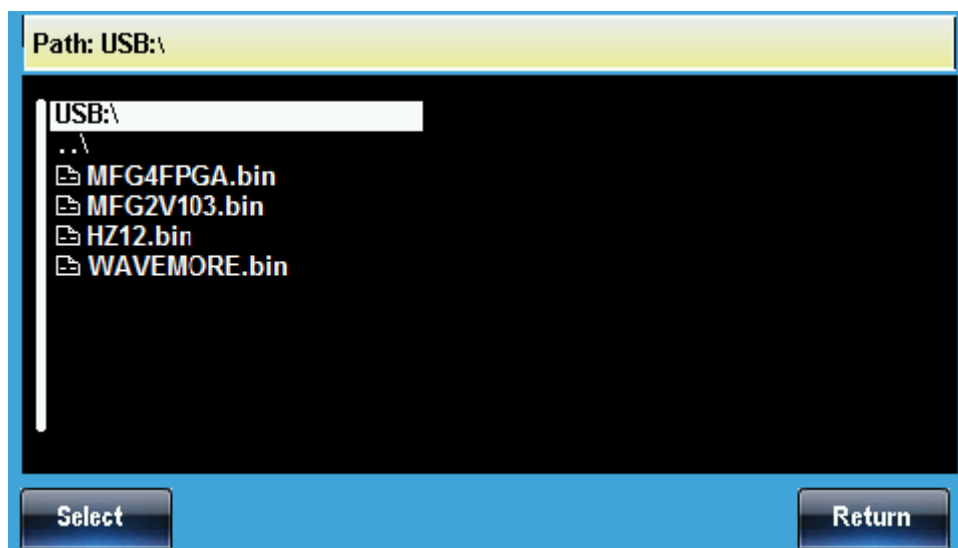 Path: USB:\
USB:\
..\
MFG4FPGA.bin
MFG2V103.bin
HZ12.bin
WAVEMORE.bin
Select
Return